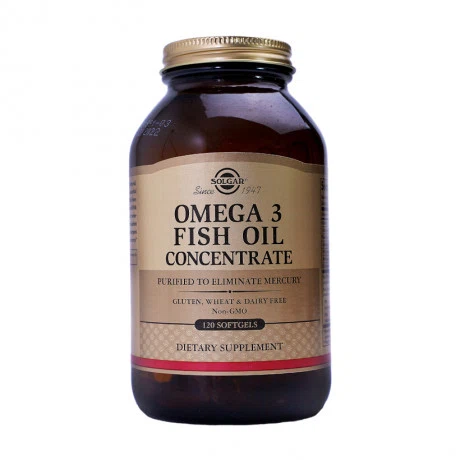 SOLGAR
Since 1947
OMEGA 3
FISH OIL
CONCENTRATE
PURIFIED TO ELIMINATE MERCURY
GLUTEN, WHEAT & DAIRY FREE
NON-GMO
120 SOFTGELS
DIETARY SUPPLEMENT